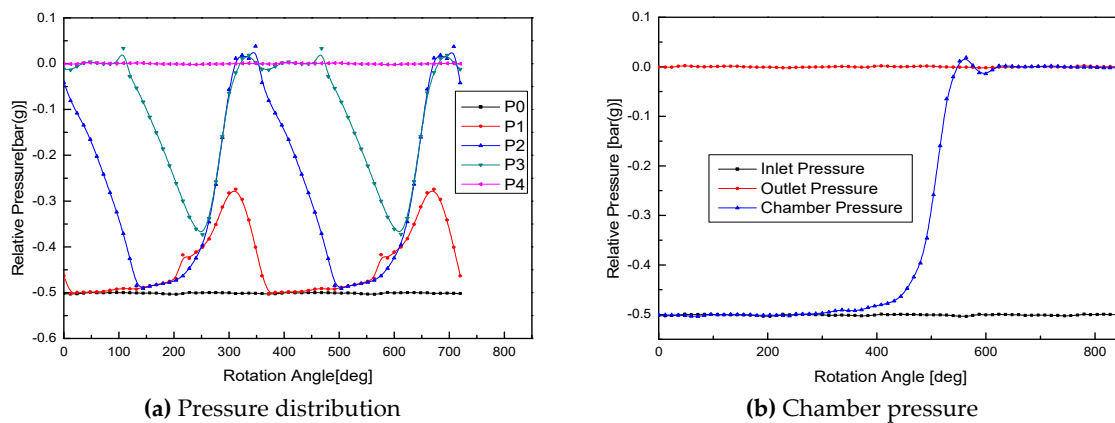 0.1
0.0
-0.1
-0.2
-0.3
-0.4
-0.5
-0.6
Relative Pressure[bar(g)]
P0
P1
P2
P3
P4
0 100 200 300 400 500 600 700 800
Rotation Angle[deg]
(a) Pressure distribution
0.1
0.0
-0.1
-0.2
-0.3
-0.4
-0.5
Relative Pressure [bar(g)]
Inlet Pressure
Outlet Pressure
Chamber Pressure
0 200 400 600 800
Rotation Angle [deg]
(b) Chamber pressure